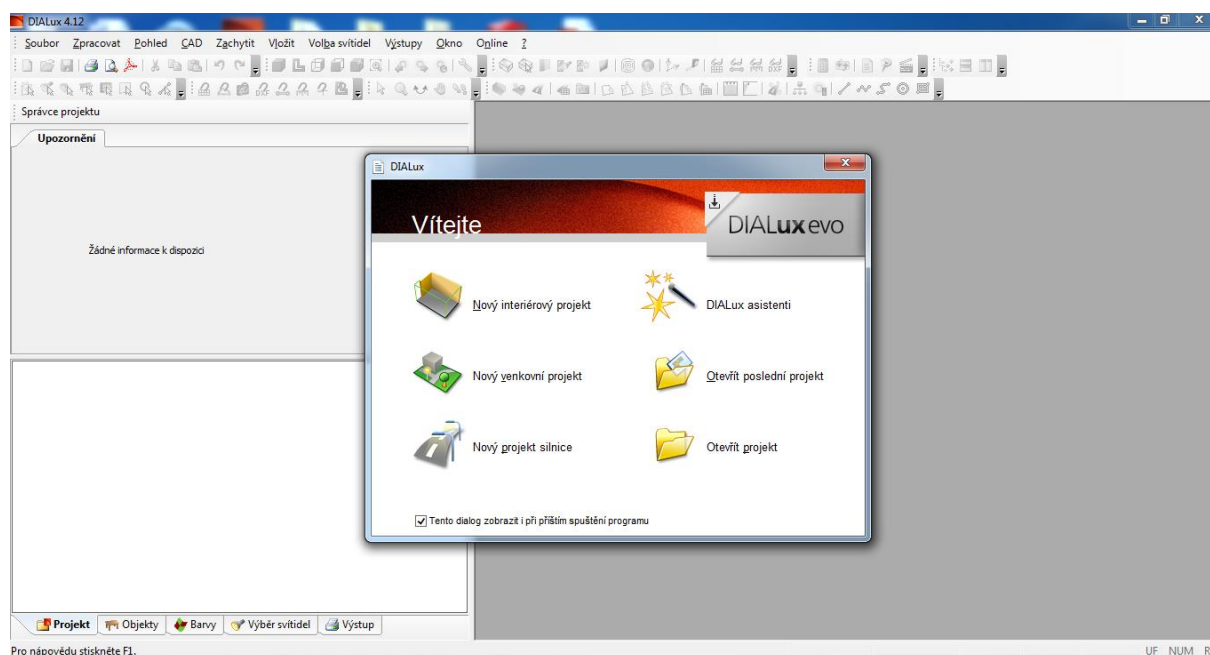 DIALux 4.12
Soubor Zpracovat Pohled CAD Zachytit Vložit Volba svítidel Výstupy Okno Online ?
Správce projektu
Upozornění
Žádné informace k dispozici
DIALux
Vítejte
DIALux evo
Nový interiérový projekt
DIALux asistenti
Nový venkovní projekt
Otevřít poslední projekt
Nový projekt silnice
Otevřít projekt
Tento dialog zobrazit i při příštím spuštění programu
Projekt Objekty Barvy Výběr svítidel Výstup
Pro nápovědu stiskněte F1.
UF NUM R